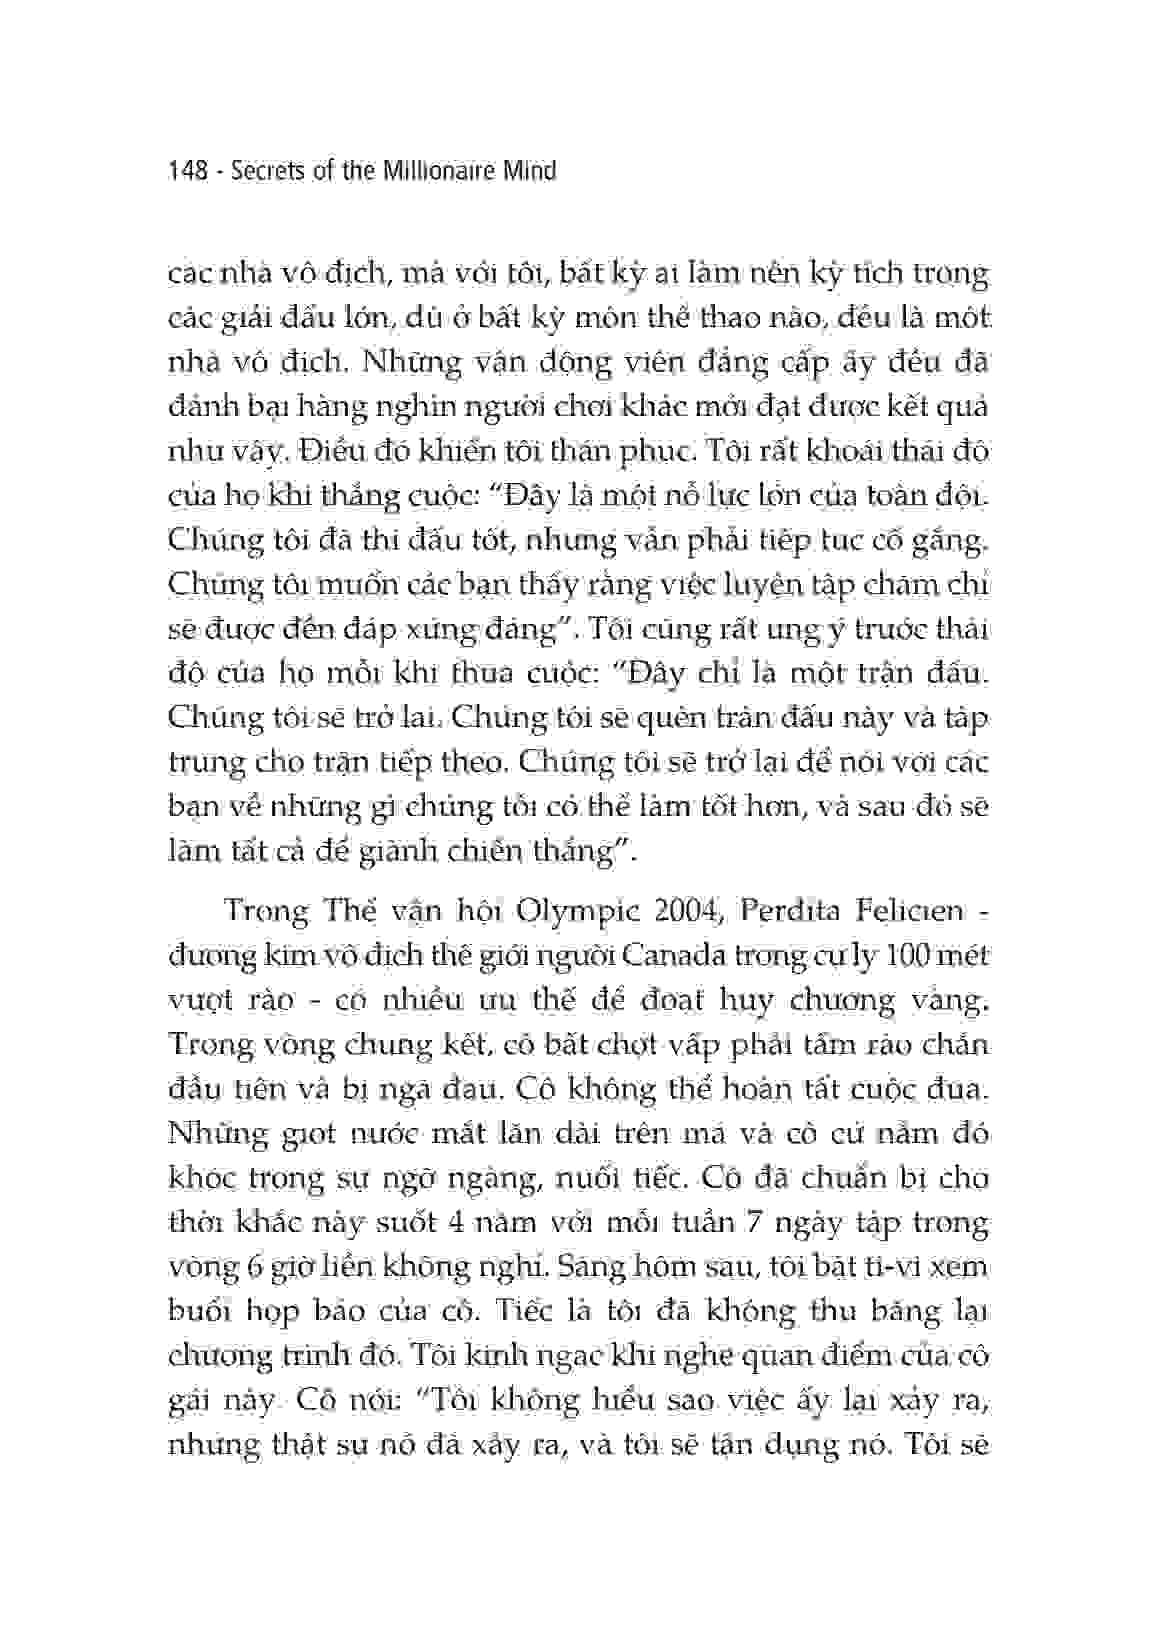 148 - Secrets of the Millionaire Mind
các nhà vô địch, mà với tôi, bất kỳ ai làm nên kỳ tích trong
các giải đấu lớn, dù ở bất kỳ môn thể thao nào, đều là một
nhà vô địch. Những vận động viên đẳng cấp ấy đều đã
đánh bại hàng nghìn người chơi khác mới đạt được kết quả
như vậy. Điều đó khiến tôi thán phục. Tôi rất khoái thái độ
của họ khi thắng cuộc: “Đây là một nỗ lực lớn của toàn đội.
Chúng tôi đã thi đấu tốt, nhưng vẫn phải tiếp tục cố gắng.
Chúng tôi muốn các bạn thấy rằng việc luyện tập chăm chỉ
sẽ được đền đáp xứng đáng”. Tôi cũng rất ưng ý trước thái
độ của họ mỗi khi thua cuộc: “Đây chỉ là một trận đấu.
Chúng tôi sẽ trở lại. Chúng tôi sẽ quên trận đấu này và tập
trung cho trận tiếp theo. Chúng tôi sẽ trở lại để nói với các
bạn về những gì chúng tôi có thể làm tốt hơn, và sau đó sẽ
làm tất cả để giành chiến thắng”.
Trong Thế vận hội Olympic 2004, Perdita Felicien -
đương kim vô địch thế giới người Canada trong cự ly 100 mét
vượt rào - có nhiều ưu thế để đoạt huy chương vàng.
Trong vòng chung kết, cô bất chợt vấp phải tấm rào chắn
đầu tiên và bị ngã đau. Cô không thể hoàn tất cuộc đua.
Những giọt nước mắt lăn dài trên má và cô cứ nằm đó
khóc trong sự ngỡ ngàng, nuối tiếc. Cô đã chuẩn bị cho
thời khắc này suốt 4 năm với mỗi tuần 7 ngày tập trong
vòng 6 giờ liền không nghỉ. Sáng hôm sau, tôi bật ti-vi xem
buổi họp báo của cô. Tiếc là tôi đã không thu băng lại
chương trình đó. Tôi kinh ngạc khi nghe quan điểm của cô
gái này. Cô nói: “Tôi không hiểu sao việc ấy lại xảy ra,
nhưng thật sự nó đã xảy ra, và tôi sẽ tận dụng nó. Tôi sẽ